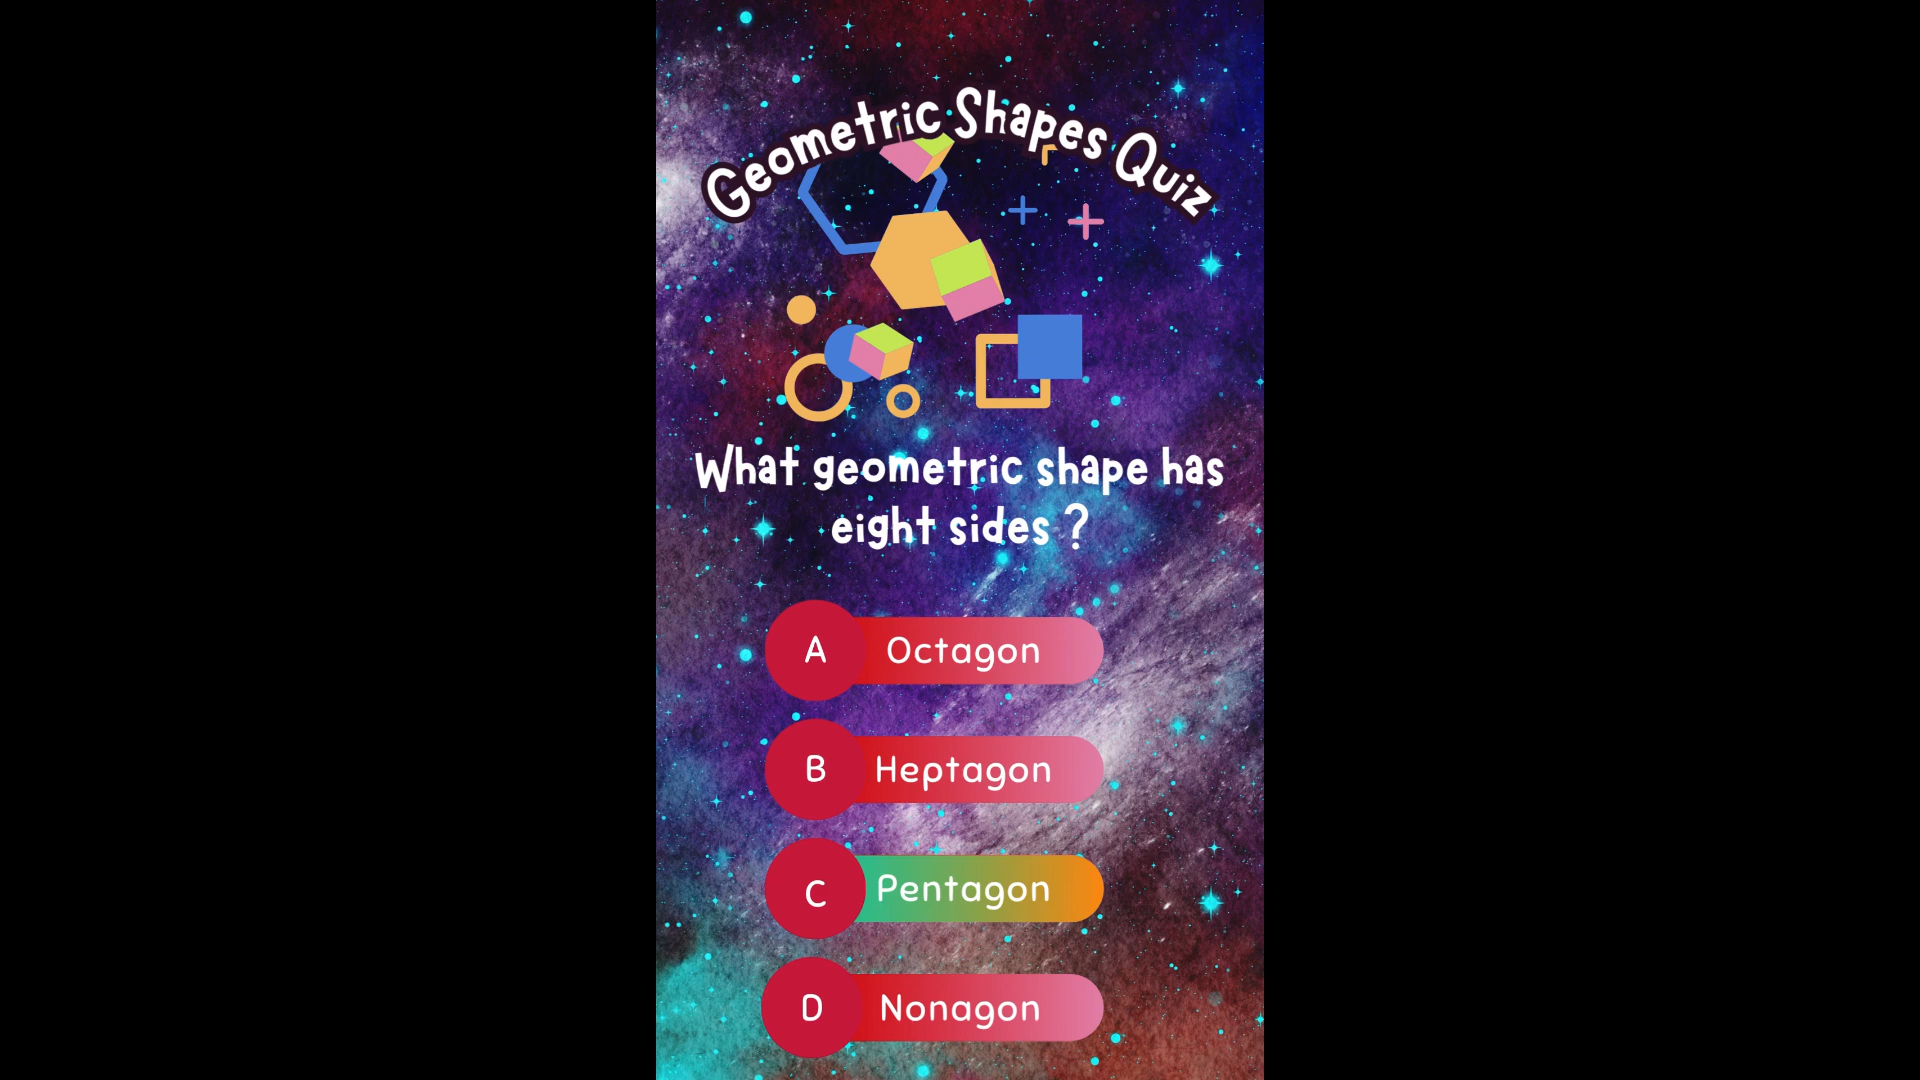 Geometric Shapes Quiz
What geometric shape has
eight sides ?
A Octagon
B Heptagon
C Pentagon
D Nonagon